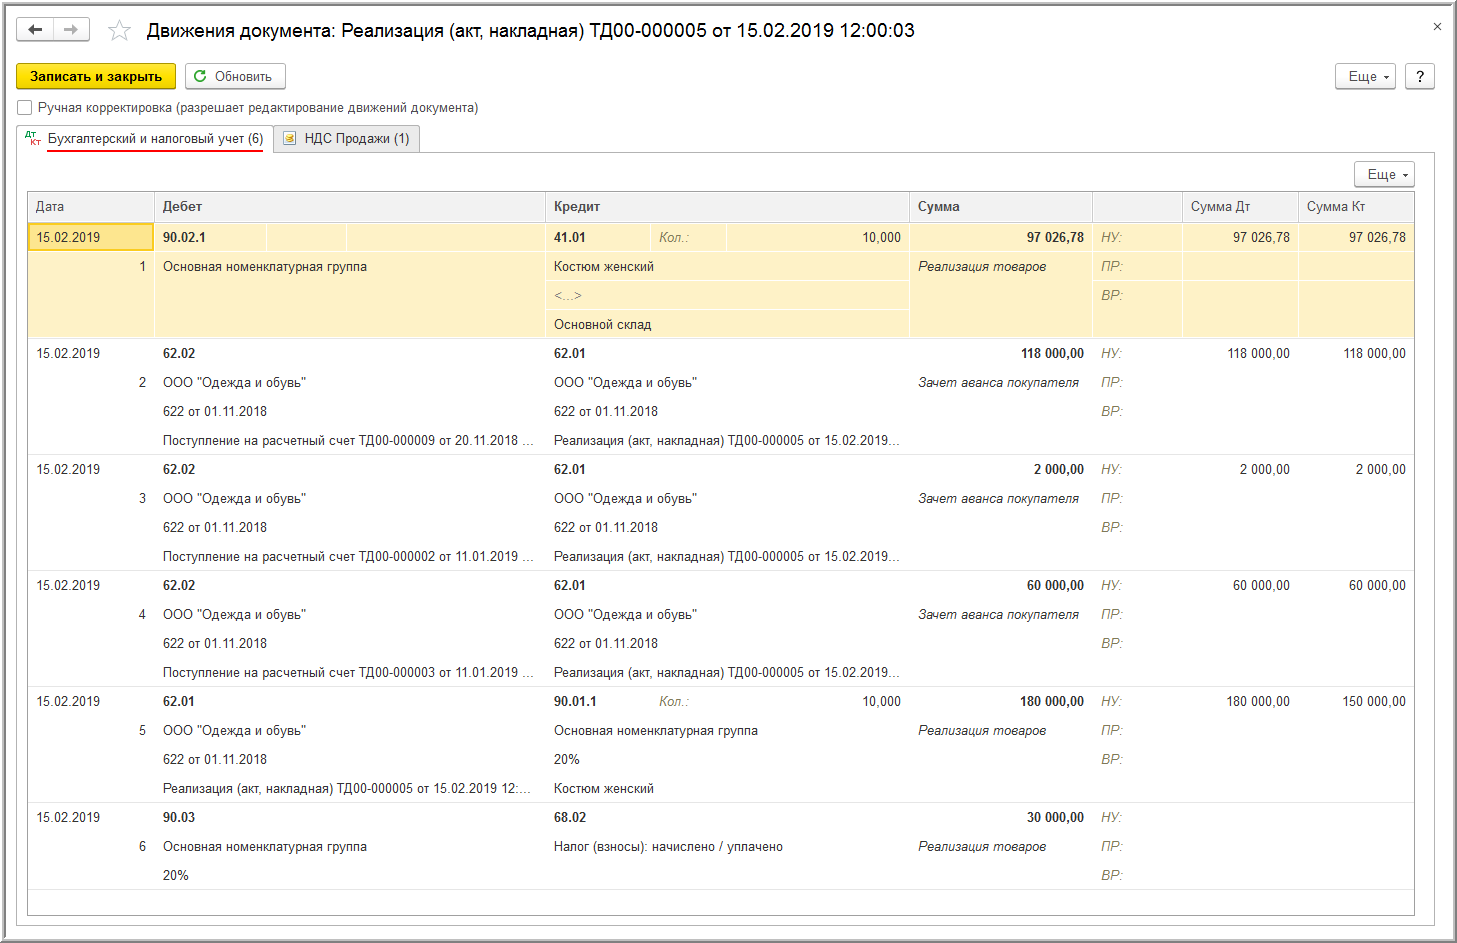 Движения документа: Реализация (акт, накладная) ТД00-000005 от 15.02.2019 12:00:03
Записать и закрыть Обновить Еще ?
Ручная корректировка (разрешает редактирование движений документа)
Дт Кт Бухгалтерский и налоговый учет (6) НДС Продажи (1)
Еще
Дата Дебет Кредит Сумма Сумма Дт Сумма Кт
15.02.2019 90.02.1 41.01 Кол.: 10,000 97 026,78 НУ: 97 026,78 97 026,78
1 Основная номенклатурная группа Костюм женский Реализация товаров ПР:
<...> ВР:
Основной склад
15.02.2019 62.02 62.01 118 000,00 НУ: 118 000,00 118 000,00
2 ООО "Одежда и обувь" ООО "Одежда и обувь" Зачет аванса покупателя ПР:
622 от 01.11.2018 622 от 01.11.2018 ВР:
Поступление на расчетный счет ТД00-000009 от 20.11.2018 ... Реализация (акт, накладная) ТД00-000005 от 15.02.2019...
15.02.2019 62.02 62.01 2 000,00 НУ: 2 000,00 2 000,00
3 ООО "Одежда и обувь" ООО "Одежда и обувь" Зачет аванса покупателя ПР:
622 от 01.11.2018 622 от 01.11.2018 ВР:
Поступление на расчетный счет ТД00-000002 от 11.01.2019 ... Реализация (акт, накладная) ТД00-000005 от 15.02.2019...
15.02.2019 62.02 62.01 60 000,00 НУ: 60 000,00 60 000,00
4 ООО "Одежда и обувь" ООО "Одежда и обувь" Зачет аванса покупателя ПР:
622 от 01.11.2018 622 от 01.11.2018 ВР:
Поступление на расчетный счет ТД00-000003 от 11.01.2019 ... Реализация (акт, накладная) ТД00-000005 от 15.02.2019...
15.02.2019 62.01 90.01.1 Кол.: 10,000 180 000,00 НУ: 180 000,00 150 000,00
5 ООО "Одежда и обувь" Основная номенклатурная группа Реализация товаров ПР:
622 от 01.11.2018 20% ВР:
Реализация (акт, накладная) ТД00-000005 от 15.02.2019 12:... Костюм женский
15.02.2019 90.03 68.02 30 000,00 НУ:
6 Основная номенклатурная группа Налог (взносы): начислено / уплачено Реализация товаров ПР:
20% ВР: